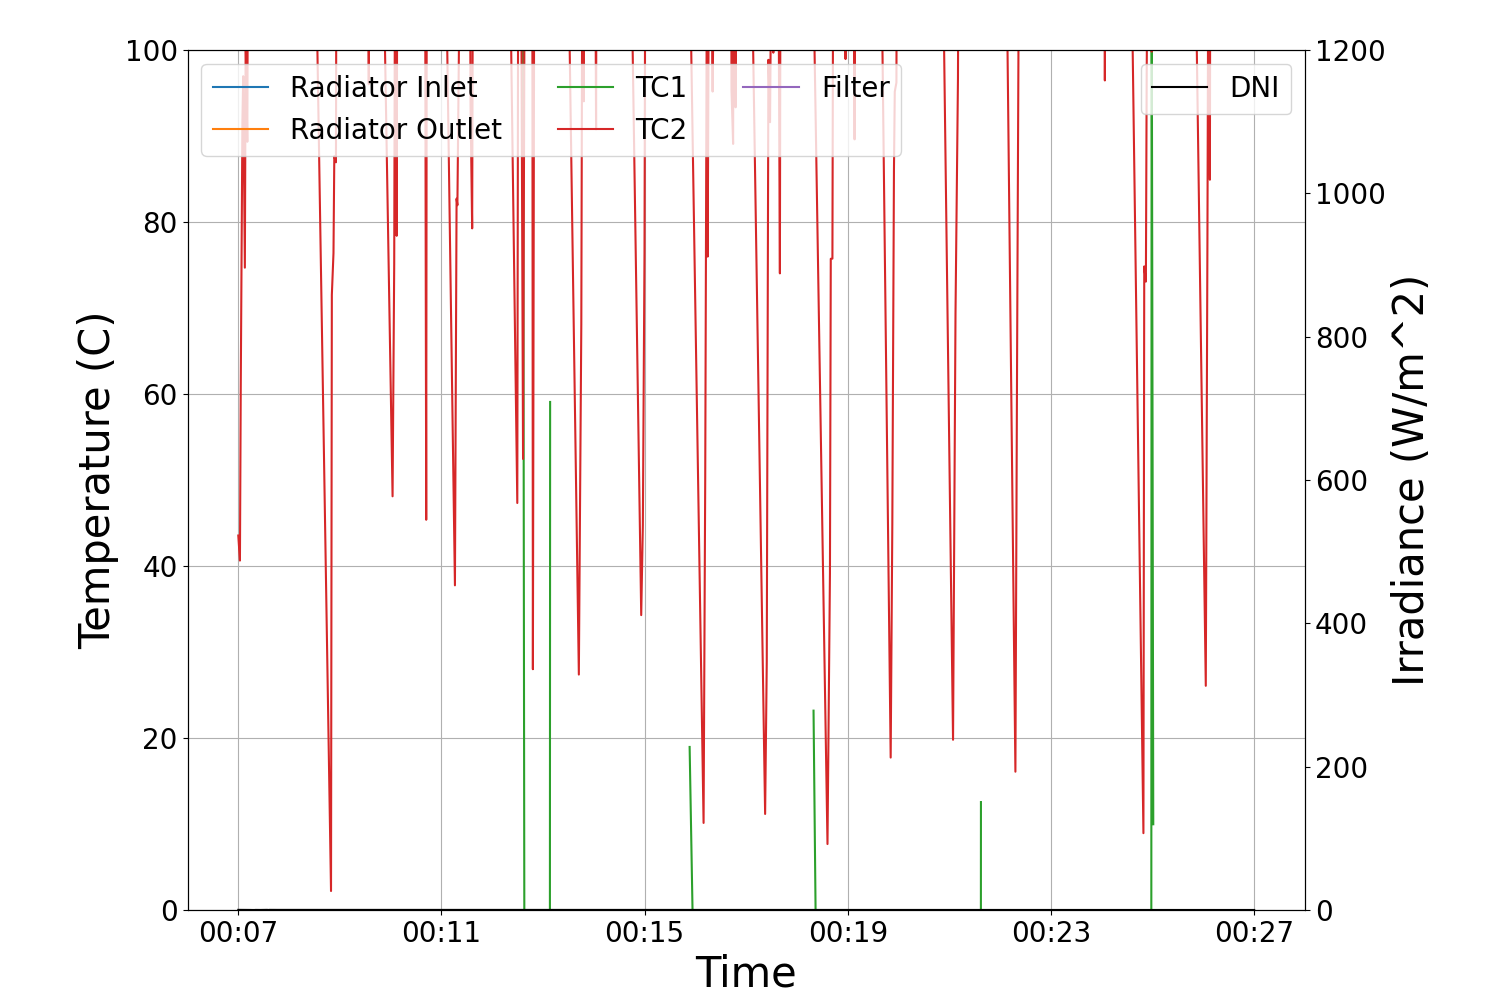 100
80
60
40
20
0
Temperature (C)
Radiator Inlet
Radiator Outlet
TC1
TC2
Filter
DNI
1200
1000
800
600
400
200
0
Irradiance (W/m^2)
00:07 00:11 00:15 00:19 00:23 00:27
Time